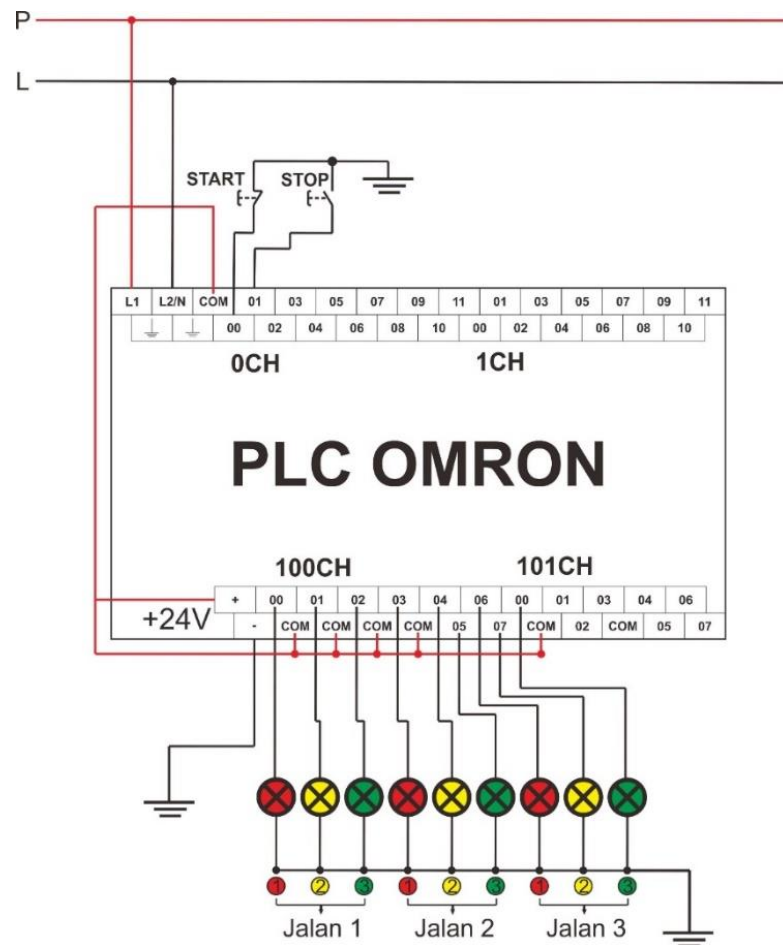 P
L
START STOP
L1 L2/N COM 01 03 05 07 09 11 01 03 05 07 09 11
00 02 04 06 08 10 00 02 04 06 08 10
0CH 1CH
PLC OMRON
100CH 101CH
+ 00 01 02 03 04 06 00 01 03 04 06
+24V - COM COM COM COM 05 07 COM 02 COM 05 07
1 2 3 1 2 3 1 2 3
Jalan 1 Jalan 2 Jalan 3